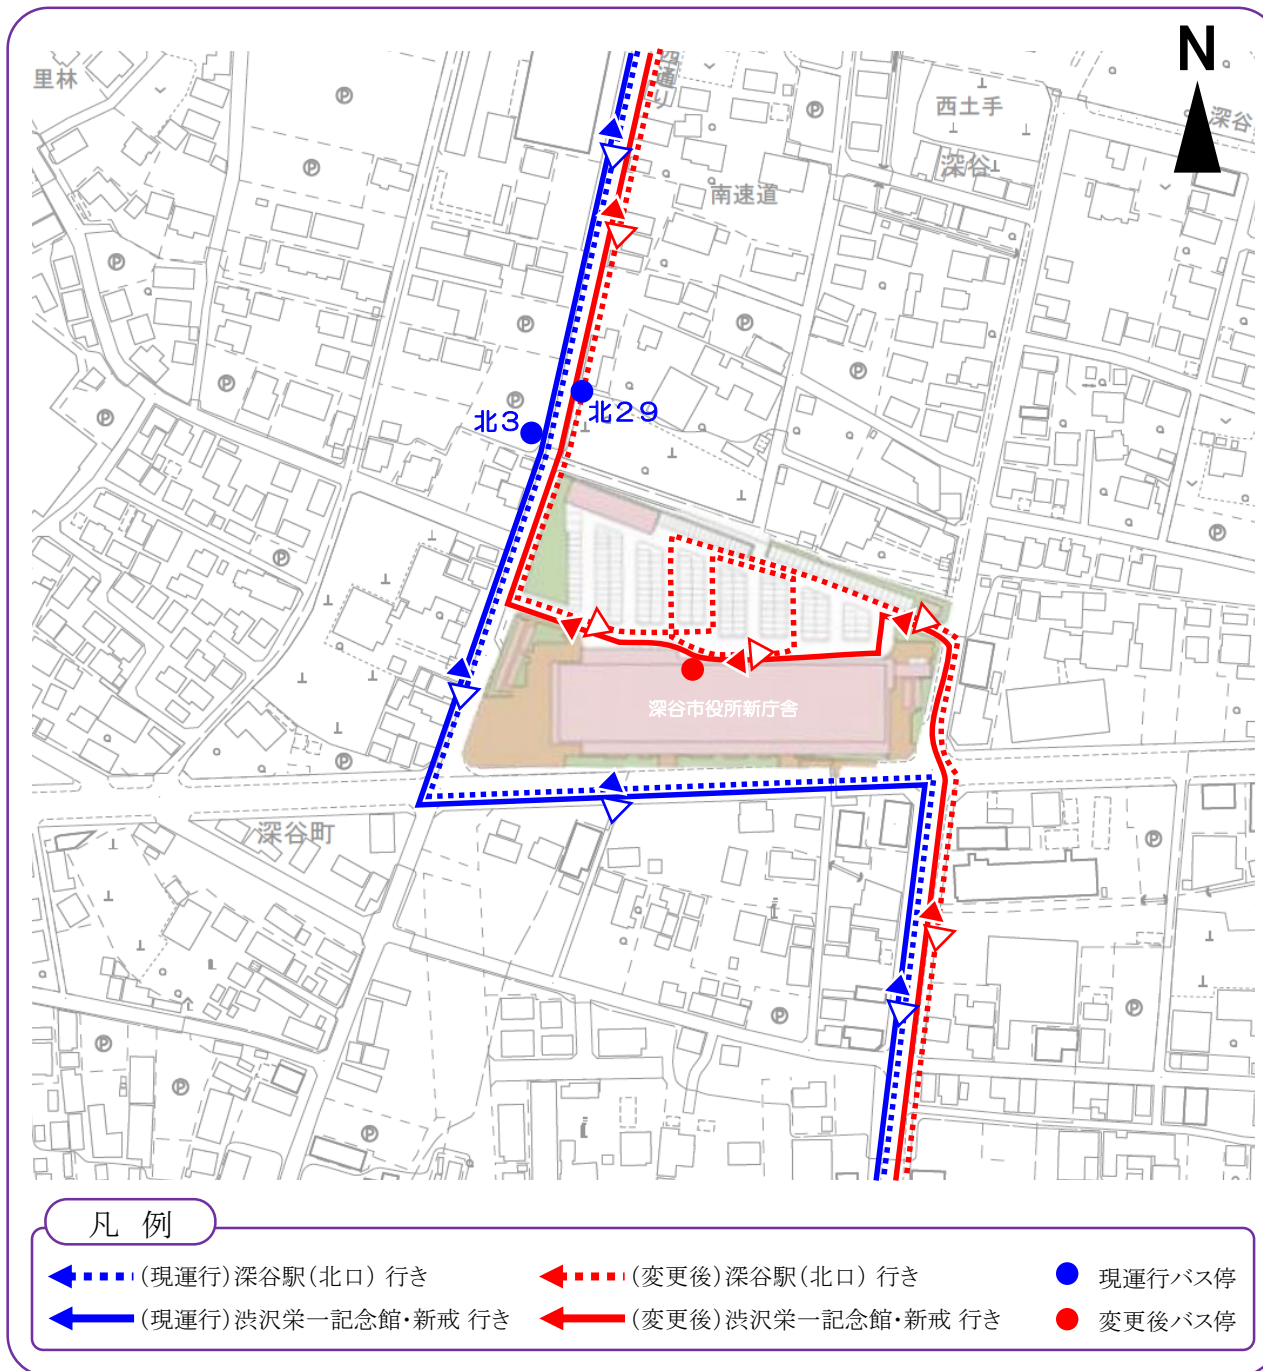 N
里林
西通り
西土手
深谷
深谷
南速道
北3
北29
深谷市役所新庁舎
深谷町
凡 例
(現運行)深谷駅(北口) 行き
(変更後)深谷駅(北口) 行き
現運行バス停
(現運行)渋沢栄一記念館・新戒 行き
(変更後)渋沢栄一記念館・新戒 行き
変更後バス停